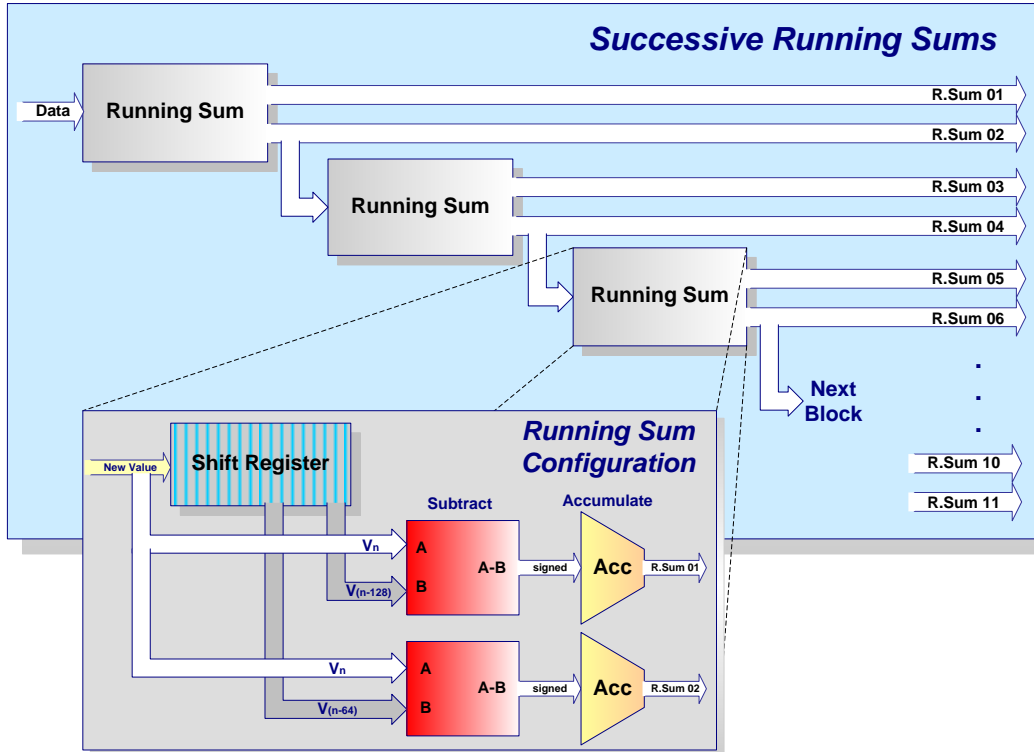 Successive Running Sums
Data
Running Sum
R.Sum 01
R.Sum 02
Running Sum
R.Sum 03
R.Sum 04
Running Sum
R.Sum 05
R.Sum 06
Next
Block
.
.
.
R.Sum 10
R.Sum 11
Running Sum
Configuration
New Value
Shift Register
Subtract
Accumulate
Vn
A
B
A-B
V(n-128)
signed
Acc
R.Sum 01
Vn
A
B
A-B
V(n-64)
signed
Acc
R.Sum 02